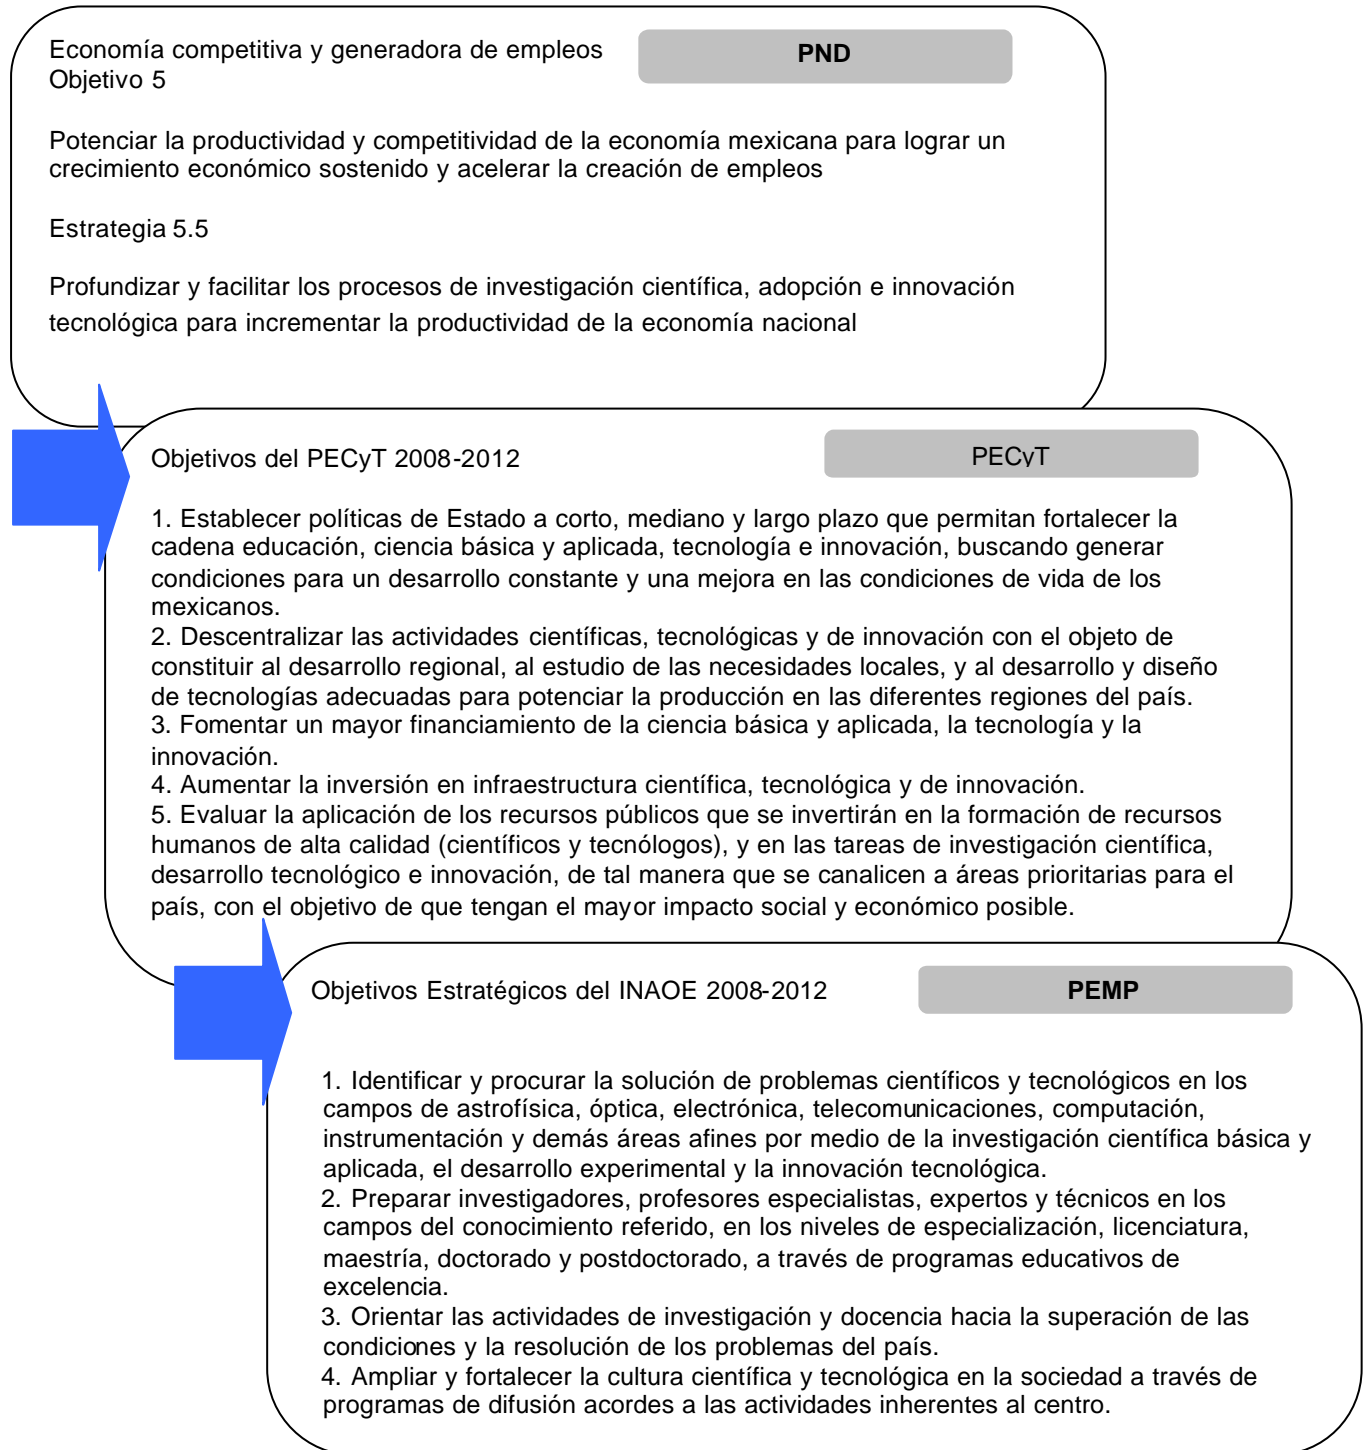 Economía competitiva y generadora de empleos
PND
Objetivo 5
Potenciar la productividad y competitividad de la economía mexicana para lograr un
crecimiento económico sostenido y acelerar la creación de empleos
Estrategia 5.5
Profundizar y facilitar los procesos de investigación científica, adopción e innovación
tecnológica para incrementar la productividad de la economía nacional
Objetivos del PECyT 2008-2012
PECyT
1. Establecer políticas de Estado a corto, mediano y largo plazo que permitan fortalecer la
cadena educación, ciencia básica y aplicada, tecnología e innovación, buscando generar
condiciones para un desarrollo constante y una mejora en las condiciones de vida de los
mexicanos.
2. Descentralizar las actividades científicas, tecnológicas y de innovación con el objeto de
constituir al desarrollo regional, al estudio de las necesidades locales, y al desarrollo y diseño
de tecnologías adecuadas para potenciar la producción en las diferentes regiones del país.
3. Fomentar un mayor financiamiento de la ciencia básica y aplicada, la tecnología y la
innovación.
4. Aumentar la inversión en infraestructura científica, tecnológica y de innovación.
5. Evaluar la aplicación de los recursos públicos que se invertirán en la formación de recursos
humanos de alta calidad (científicos y tecnólogos), y en las tareas de investigación científica,
desarrollo tecnológico e innovación, de tal manera que se canalicen a áreas prioritarias para el
país, con el objetivo de que tengan el mayor impacto social y económico posible.
Objetivos Estratégicos del INAOE 2008-2012
PEMP
1. Identificar y procurar la solución de problemas científicos y tecnológicos en los
campos de astrofísica, óptica, electrónica, telecomunicaciones, computación,
instrumentación y demás áreas afines por medio de la investigación científica básica y
aplicada, el desarrollo experimental y la innovación tecnológica.
2. Preparar investigadores, profesores especialistas, expertos y técnicos en los
campos del conocimiento referido, en los niveles de especialización, licenciatura,
maestría, doctorado y postdoctorado, a través de programas educativos de
excelencia.
3. Orientar las actividades de investigación y docencia hacia la superación de las
condiciones y la resolución de los problemas del país.
4. Ampliar y fortalecer la cultura científica y tecnológica en la sociedad a través de
programas de difusión acordes a las actividades inherentes al centro.